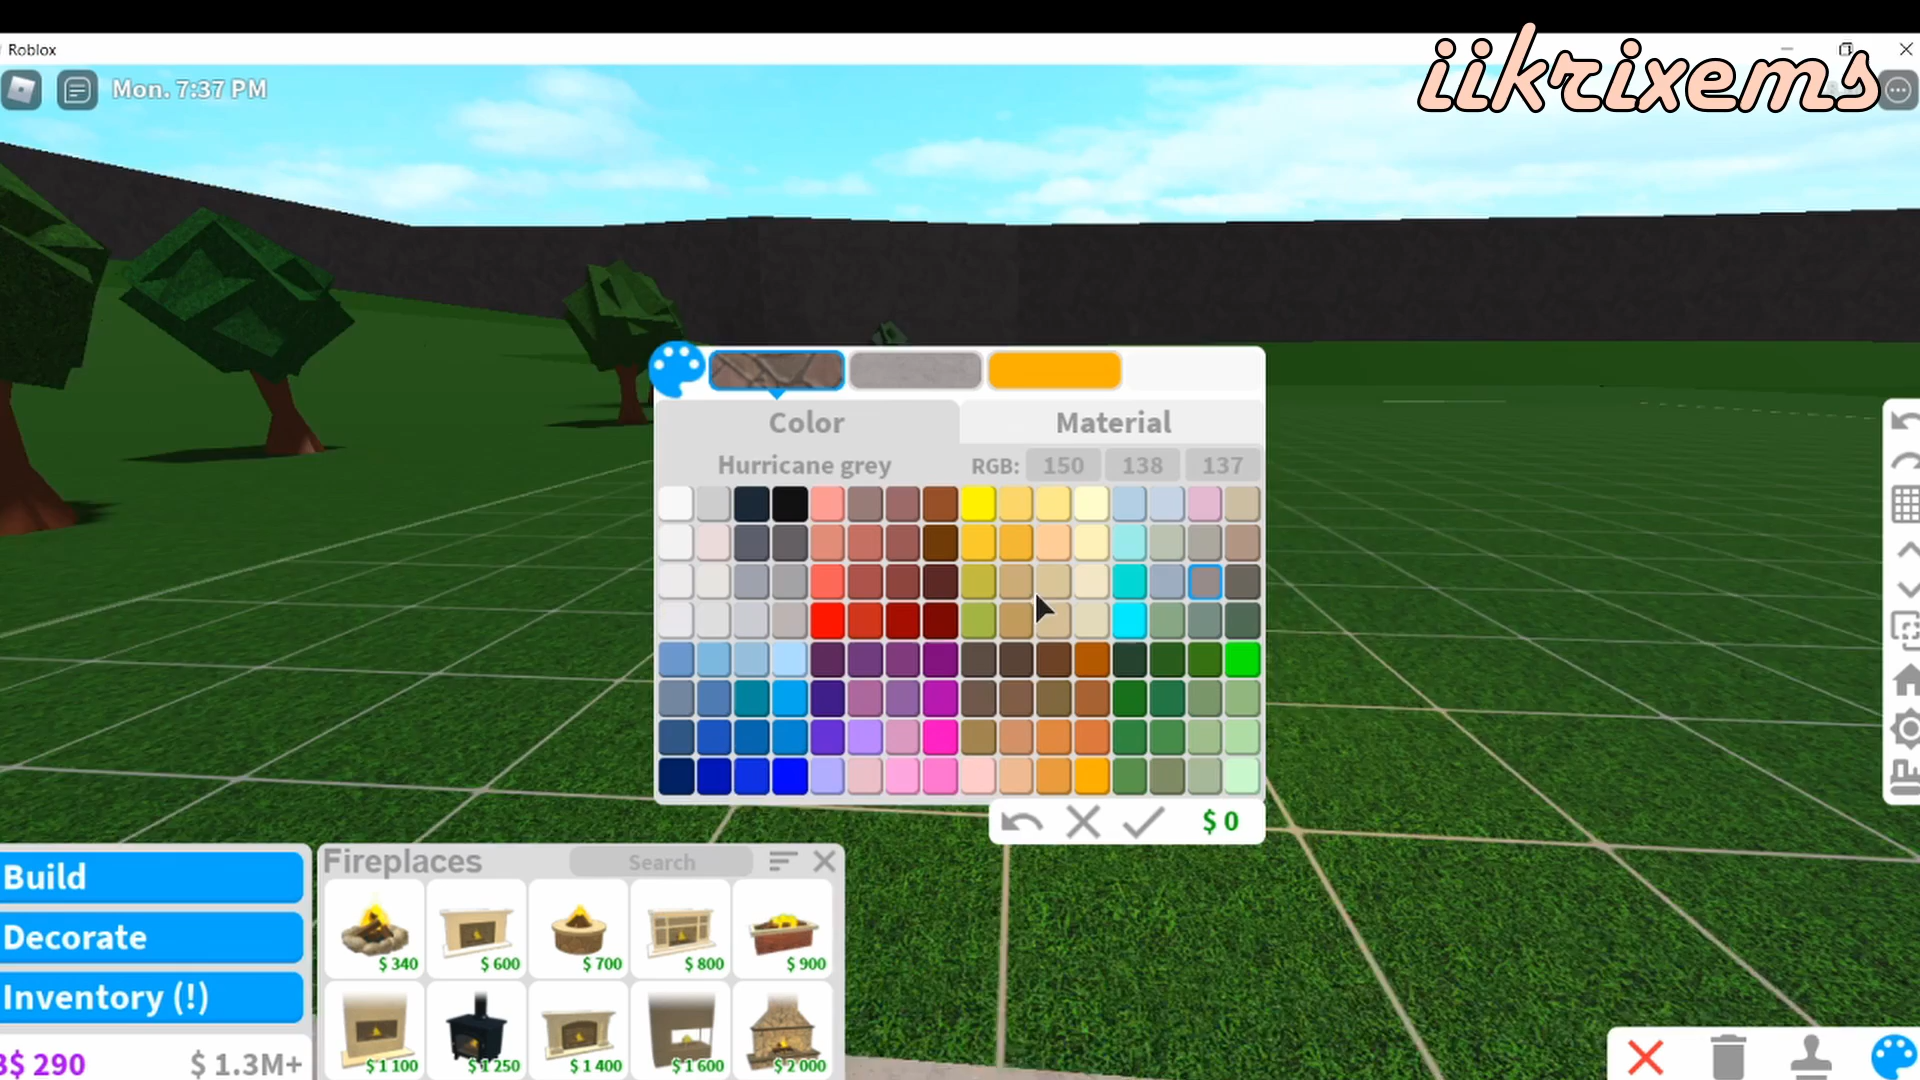 Roblox
iikrixems
Mon. 7:37 PM
Color
Material
Hurricane grey
RGB: 150 138 137
$ 0
Build
Decorate
Inventory (!)
$ 290
$ 1.3M+
Fireplaces
Search
$ 340
$ 600
$ 700
$ 800
$ 900
$ 1 100
$ 1 250
$ 1 400
$ 1 600
$ 2 000